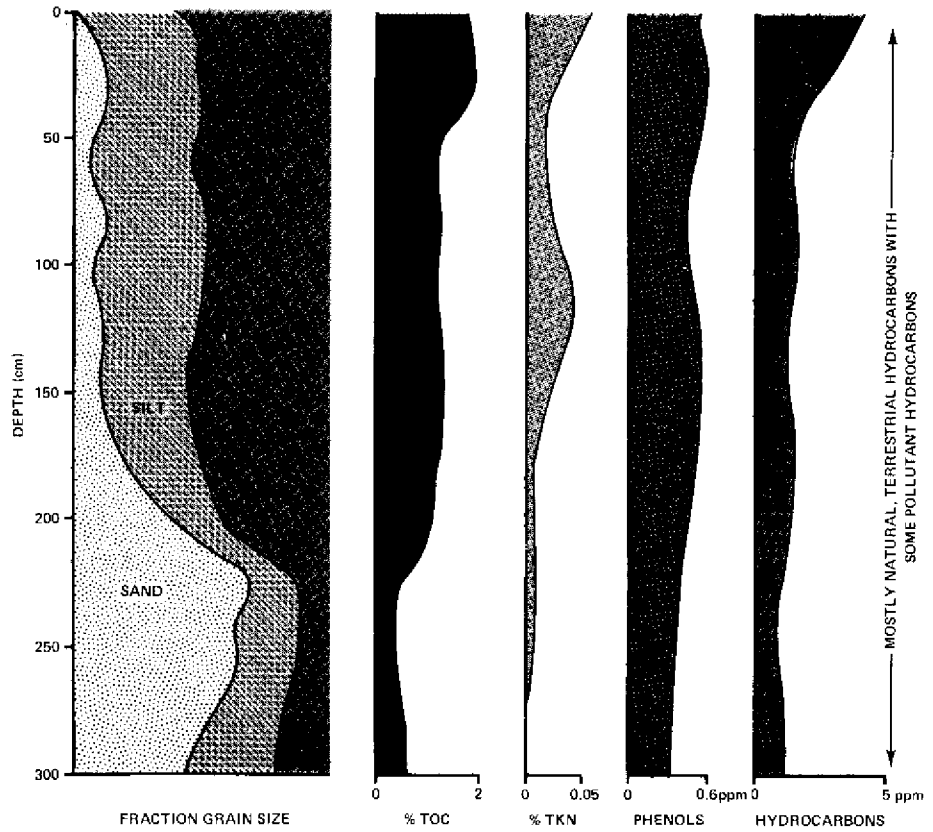 0
50
100
150
200
250
300
DEPTH (cm)
SILT
SAND
FRACTION GRAIN SIZE
0 2
% TOC
0 0.05
% TKN
0 0.6ppm
PHENOLS
0 5 ppm
HYDROCARBONS
MOSTLY NATURAL, TERRESTRIAL HYDROCARBONS WITH
SOME POLLUTANT HYDROCARBONS